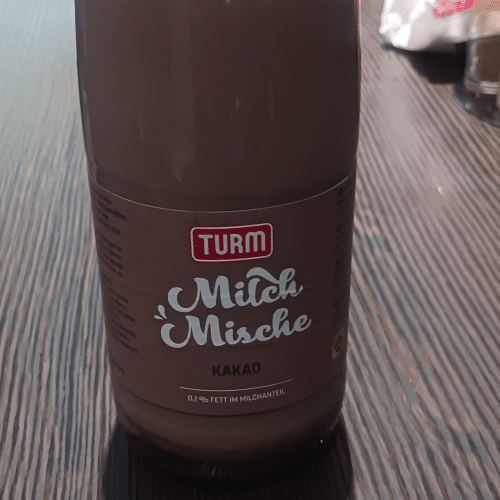 TURM
Milch
Mische
KAKAO
0,1% FETT IM MILCHANTEIL